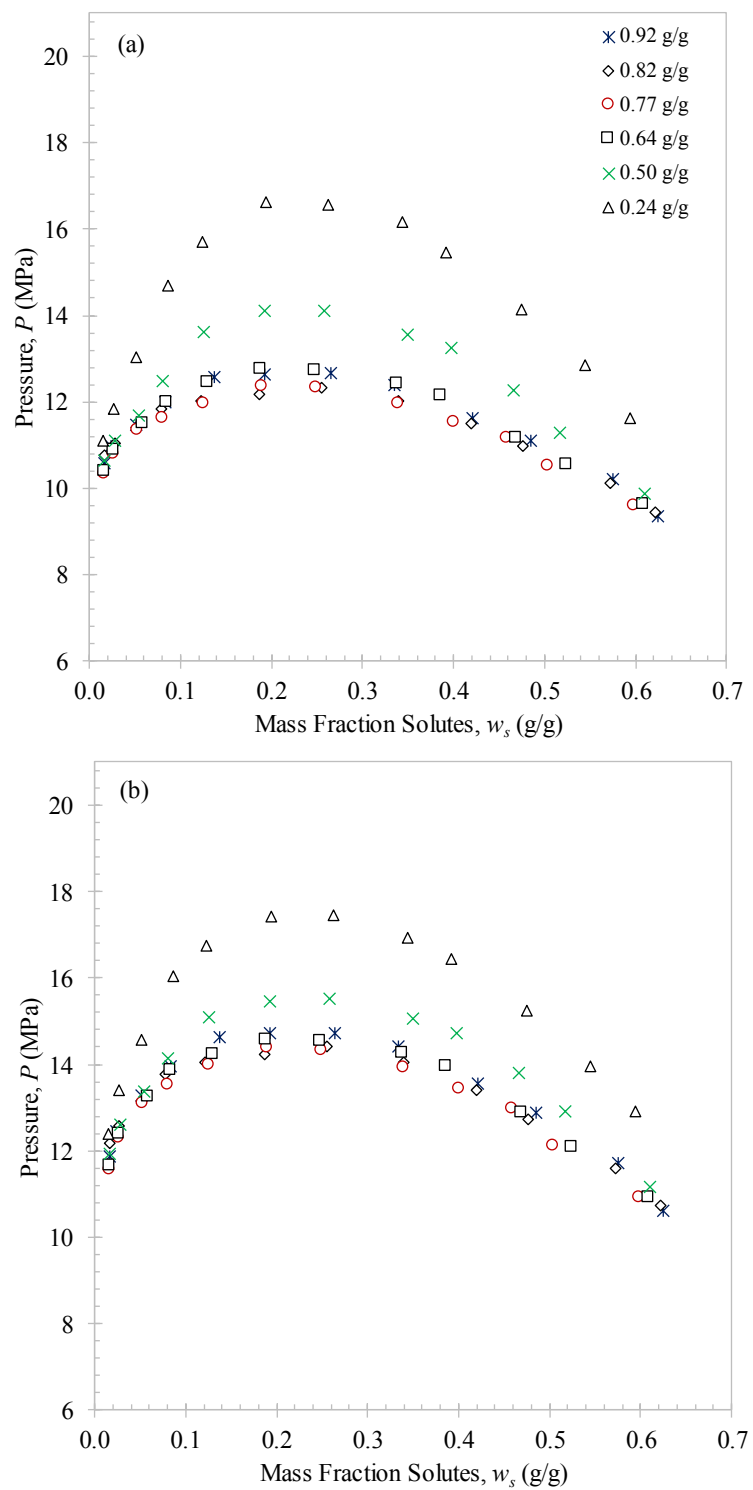 (a)
0.92 g/g
0.82 g/g
0.77 g/g
0.64 g/g
0.50 g/g
0.24 g/g
20
18
16
14
12
10
8
6
Pressure, P (MPa)
0.0 0.1 0.2 0.3 0.4 0.5 0.6 0.7
Mass Fraction Solutes, ws (g/g)
(b)
20
18
16
14
12
10
8
6
Pressure, P (MPa)
0.0 0.1 0.2 0.3 0.4 0.5 0.6 0.7
Mass Fraction Solutes, ws (g/g)